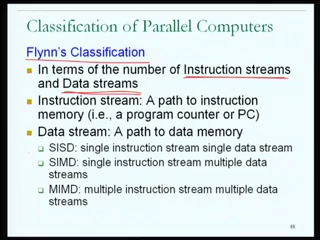 Classification of Parallel Computers
Flynn's Classification
In terms of the number of Instruction streams
and Data streams
Instruction stream: A path to instruction
memory (i.e., a program counter or PC)
Data stream: A path to data memory
SISD: single instruction stream single data stream
SIMD: single instruction stream multiple data
streams
MIMD: multiple instruction stream multiple data
streams